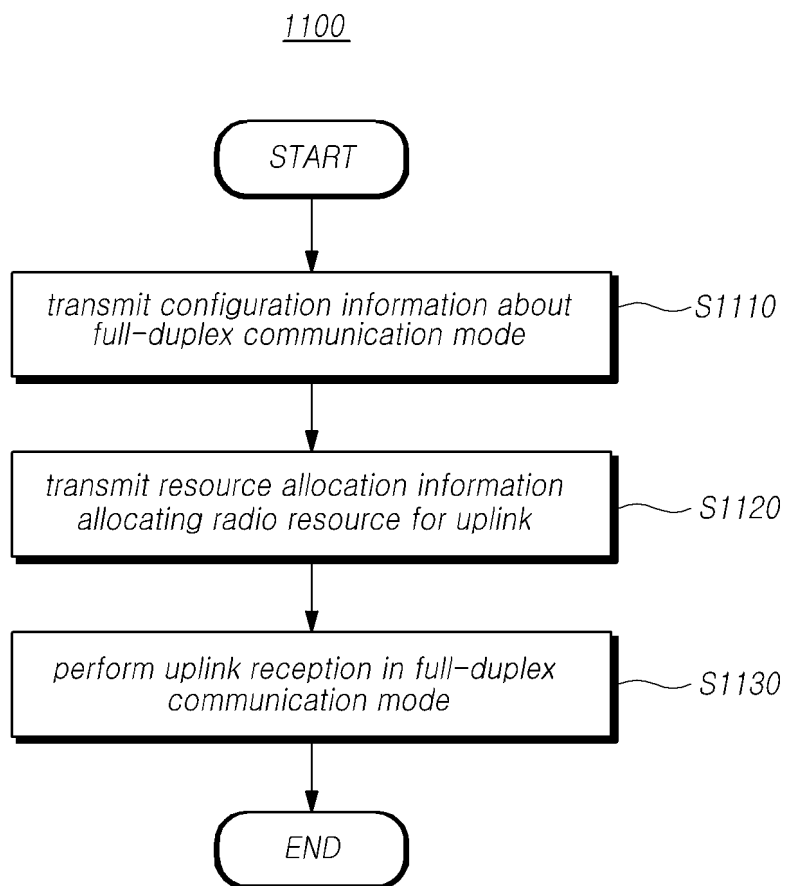 1100
START
transmit configuration information about
full-duplex communication mode
S1110
transmit resource allocation information
allocating radio resource for uplink
S1120
perform uplink reception in full-duplex
communication mode
S1130
END